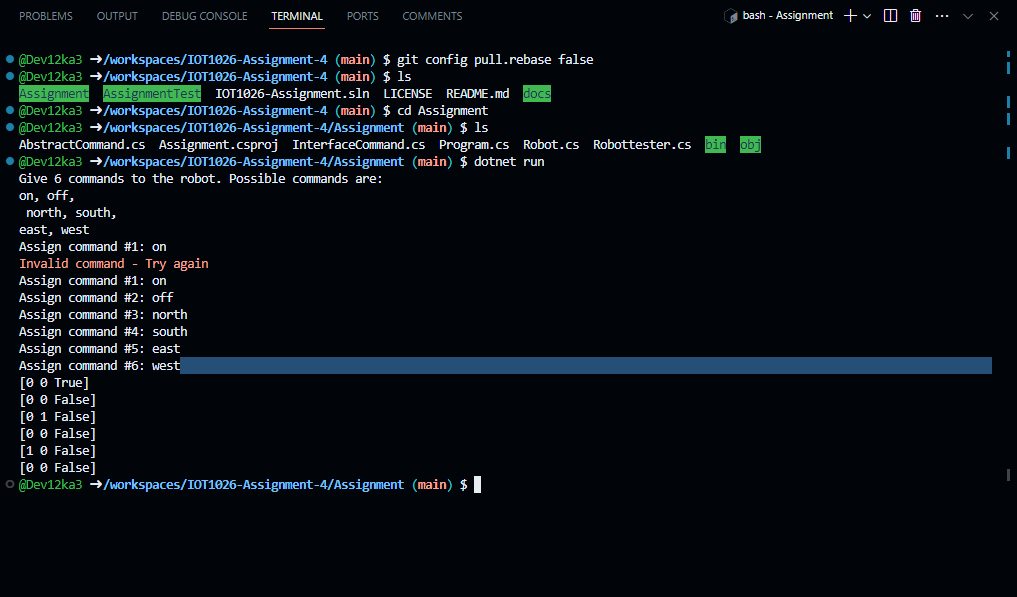 PROBLEMS OUTPUT DEBUG CONSOLE TERMINAL PORTS COMMENTS bash - Assignment
@Dev12ka3 ➜/workspaces/IOT1026-Assignment-4 (main) $ git config pull.rebase false
@Dev12ka3 ➜/workspaces/IOT1026-Assignment-4 (main) $ ls
Assignment AssignmentTest IOT1026-Assignment.sln LICENSE README.md docs
@Dev12ka3 ➜/workspaces/IOT1026-Assignment-4 (main) $ cd Assignment
@Dev12ka3 ➜/workspaces/IOT1026-Assignment-4/Assignment (main) $ ls
AbstractCommand.cs Assignment.csproj InterfaceCommand.cs Program.cs Robot.cs Robottester.cs bin obj
@Dev12ka3 ➜/workspaces/IOT1026-Assignment-4/Assignment (main) $ dotnet run
Give 6 commands to the robot. Possible commands are:
on, off,
north, south,
east, west
Assign command #1: on
Invalid command - Try again
Assign command #1: on
Assign command #2: off
Assign command #3: north
Assign command #4: south
Assign command #5: east
Assign command #6: west
[0 0 True]
[0 0 False]
[0 1 False]
[0 0 False]
[1 0 False]
[0 0 False]
@Dev12ka3 ➜/workspaces/IOT1026-Assignment-4/Assignment (main) $